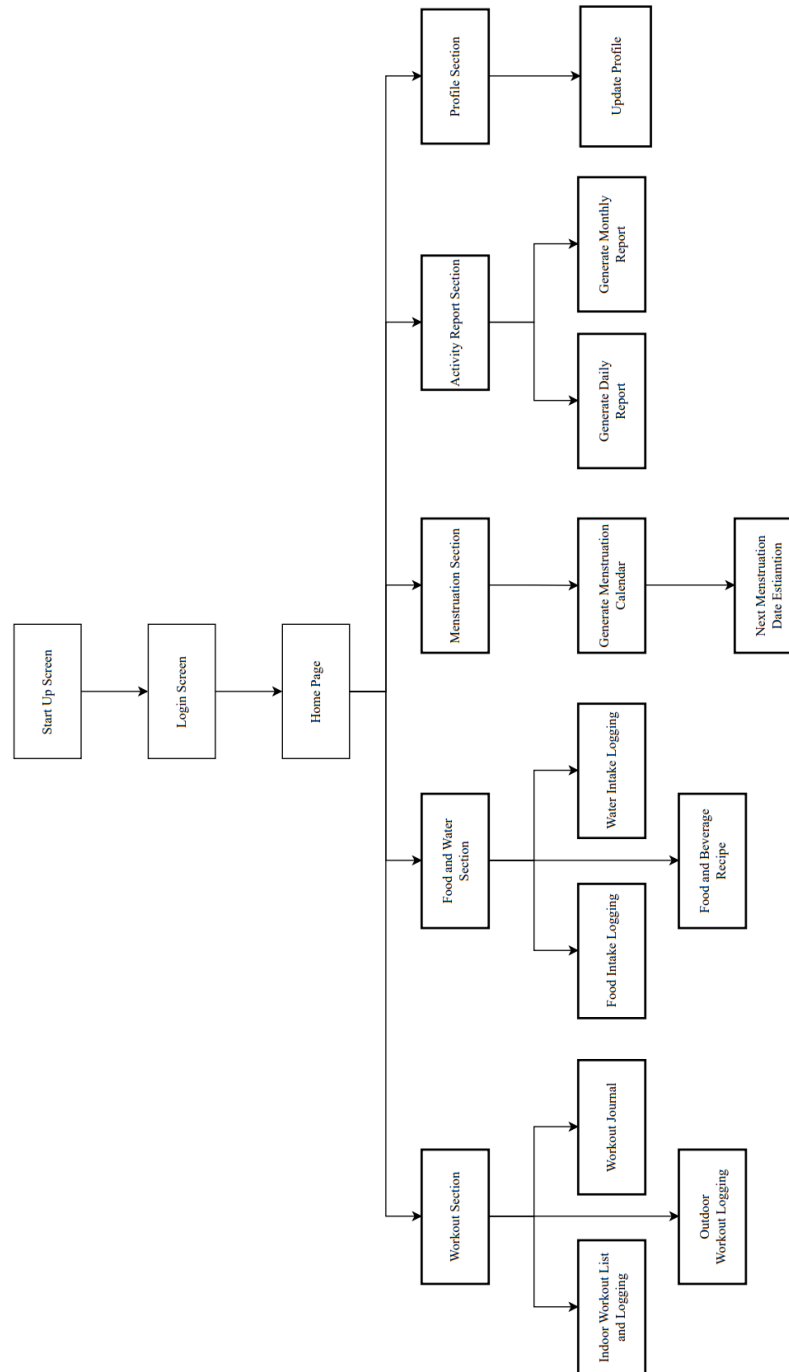 Start Up Screen
Login Screen
Home Page
Workout Section
Food and Water
Section
Menstruation Section
Activity Report Section
Profile Section
Indoor Workout List
and Logging
Workout Journal
Food Intake Logging
Water Intake Logging
Generate Menstruation
Calendar
Generate Daily
Report
Generate Monthly
Report
Update Profile
Outdoor
Workout Logging
Food and Beverage
Recipe
Next Menstruation
Date Estiamtion